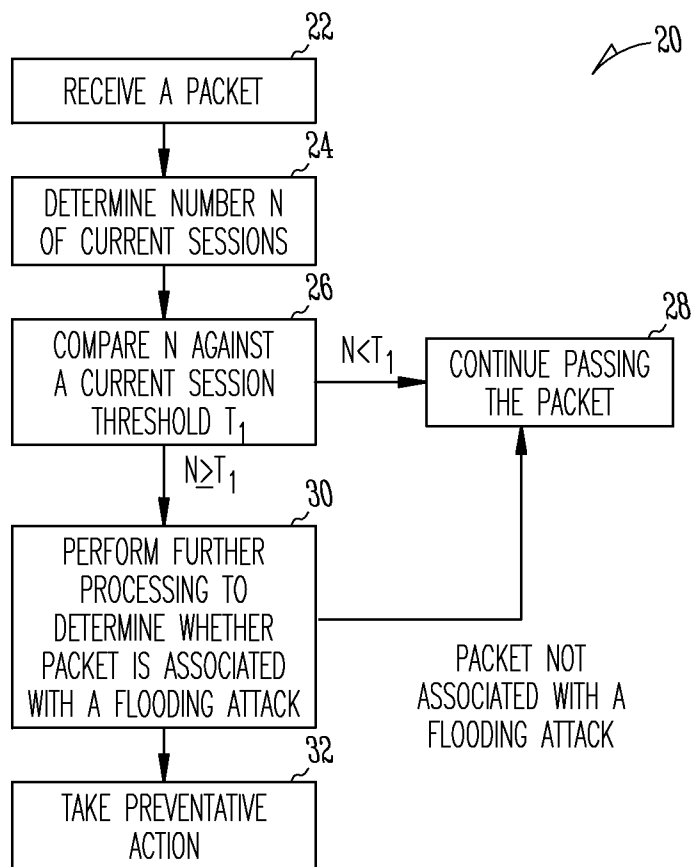 20
22
RECEIVE A PACKET
24
DETERMINE NUMBER N
OF CURRENT SESSIONS
26
COMPARE N AGAINST
A CURRENT SESSION
THRESHOLD T₁
N<T₁
28
CONTINUE PASSING
THE PACKET
N≥T₁
30
PERFORM FURTHER
PROCESSING TO
DETERMINE WHETHER
PACKET IS ASSOCIATED
WITH A FLOODING ATTACK
PACKET NOT
ASSOCIATED WITH A
FLOODING ATTACK
32
TAKE PREVENTATIVE
ACTION